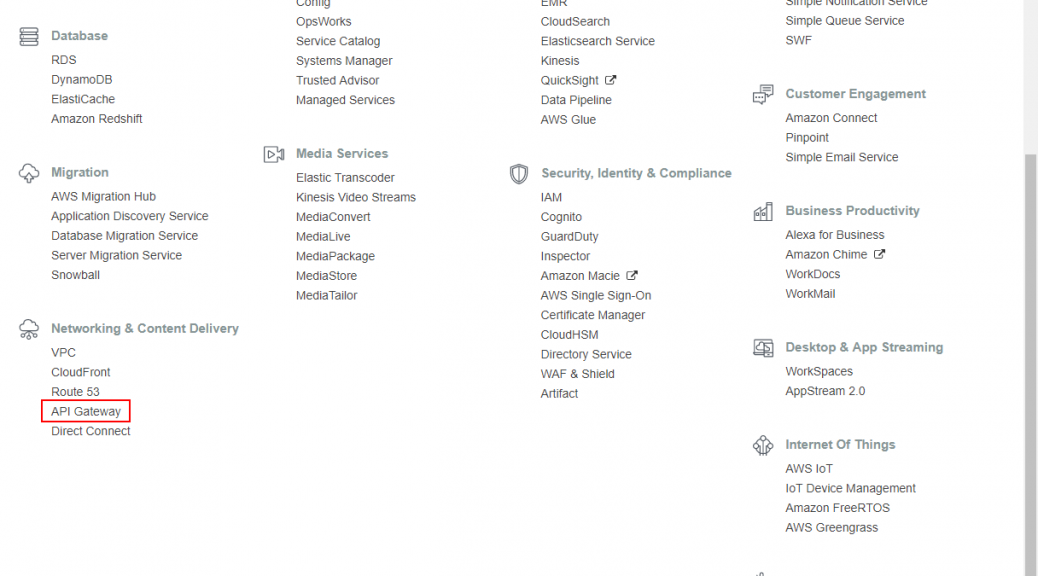 Config
OpsWorks
Service Catalog
Systems Manager
Trusted Advisor
Managed Services
EMR
CloudSearch
Elasticsearch Service
Kinesis
QuickSight
Data Pipeline
AWS Glue
Simple Notification Service
Simple Queue Service
SWF
Database
RDS
DynamoDB
ElastiCache
Amazon Redshift
Customer Engagement
Amazon Connect
Pinpoint
Simple Email Service
Media Services
Elastic Transcoder
Kinesis Video Streams
MediaConvert
MediaLive
MediaPackage
MediaStore
MediaTailor
Migration
AWS Migration Hub
Application Discovery Service
Database Migration Service
Server Migration Service
Snowball
Security, Identity & Compliance
IAM
Cognito
GuardDuty
Inspector
Amazon Macie
AWS Single Sign-On
Certificate Manager
CloudHSM
Directory Service
WAF & Shield
Artifact
Business Productivity
Alexa for Business
Amazon Chime
WorkDocs
WorkMail
Networking & Content Delivery
VPC
CloudFront
Route 53
API Gateway
Direct Connect
Desktop & App Streaming
WorkSpaces
AppStream 2.0
Internet Of Things
AWS IoT
IoT Device Management
Amazon FreeRTOS
AWS Greengrass